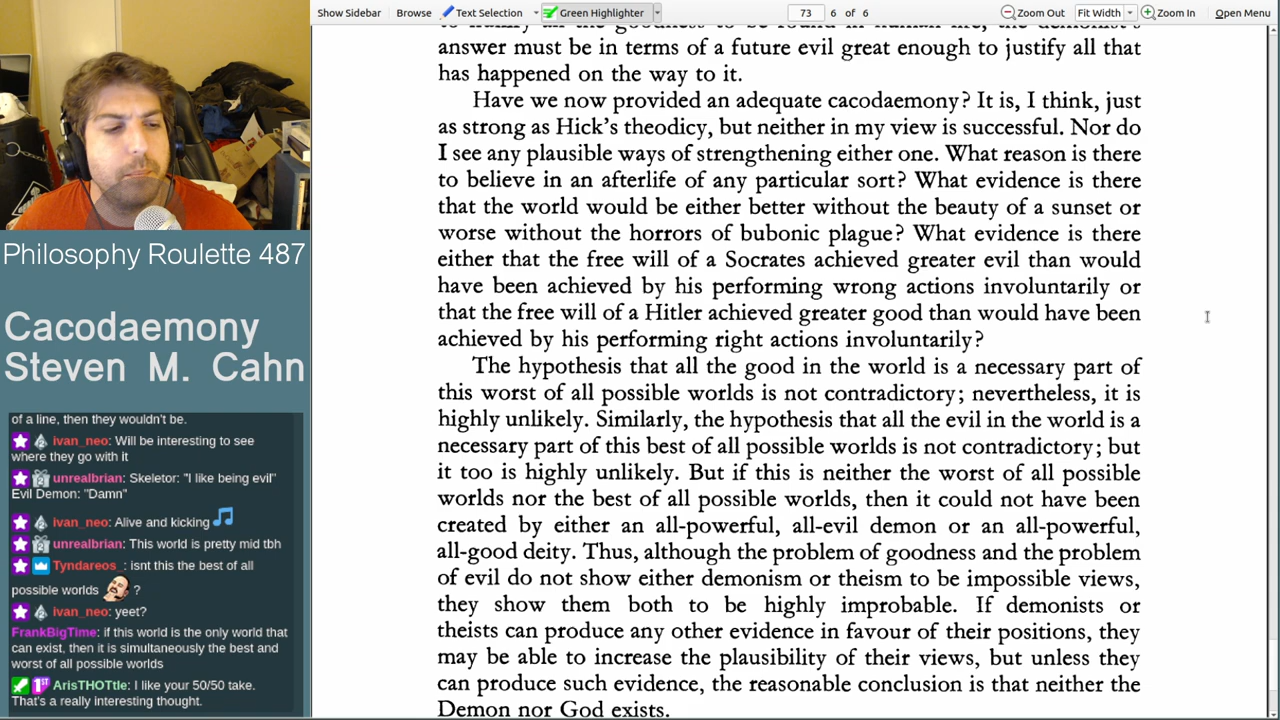 Show Sidebar
Browse
Text Selection
Green Highlighter
73
6 of 6
Zoom Out
Fit Width
Zoom In
Open Menu
answer must be in terms of a future evil great enough to justify all that
has happened on the way to it.
Have we now provided an adequate cacodaemony? It is, I think, just
as strong as Hick's theodicy, but neither in my view is successful. Nor do
I see any plausible ways of strengthening either one. What reason is there
to believe in an afterlife of any particular sort? What evidence is there
that the world would be either better without the beauty of a sunset or
worse without the horrors of bubonic plague? What evidence is there
either that the free will of a Socrates achieved greater evil than would
have been achieved by his performing wrong actions involuntarily or
that the free will of a Hitler achieved greater good than would have been
achieved by his performing right actions involuntarily?
The hypothesis that all the good in the world is a necessary part of
this worst of all possible worlds is not contradictory; nevertheless, it is
highly unlikely. Similarly, the hypothesis that all the evil in the world is a
necessary part of this best of all possible worlds is not contradictory; but
it too is highly unlikely. But if this is neither the worst of all possible
worlds nor the best of all possible worlds, then it could not have been
created by either an all-powerful, all-evil demon or an all-powerful,
all-good deity. Thus, although the problem of goodness and the problem
of evil do not show either demonism or theism to be impossible views,
they show them both to be highly improbable. If demonists or
theists can produce any other evidence in favour of their positions, they
may be able to increase the plausibility of their views, but unless they
can produce such evidence, the reasonable conclusion is that neither the
Demon nor God exists.
Philosophy Roulette 487
Cacodaemony
Steven M. Cahn
of a line, then they wouldn't be.
ivan_neo: Will be interesting to see
where they go with it
unrealbrian: Skeletor: "I like being evil"
Evil Demon: "Damn"
ivan_neo: Alive and kicking
unrealbrian: This world is pretty mid tbh
Tyndareos_: isnt this the best of all
possible worlds ?
ivan_neo: yeet?
FrankBigTime: if this world is the only world that
can exist, then it is simultaneously the best and
worst of all possible worlds
ArisTHOTtle: I like your 50/50 take.
That's a really interesting thought.